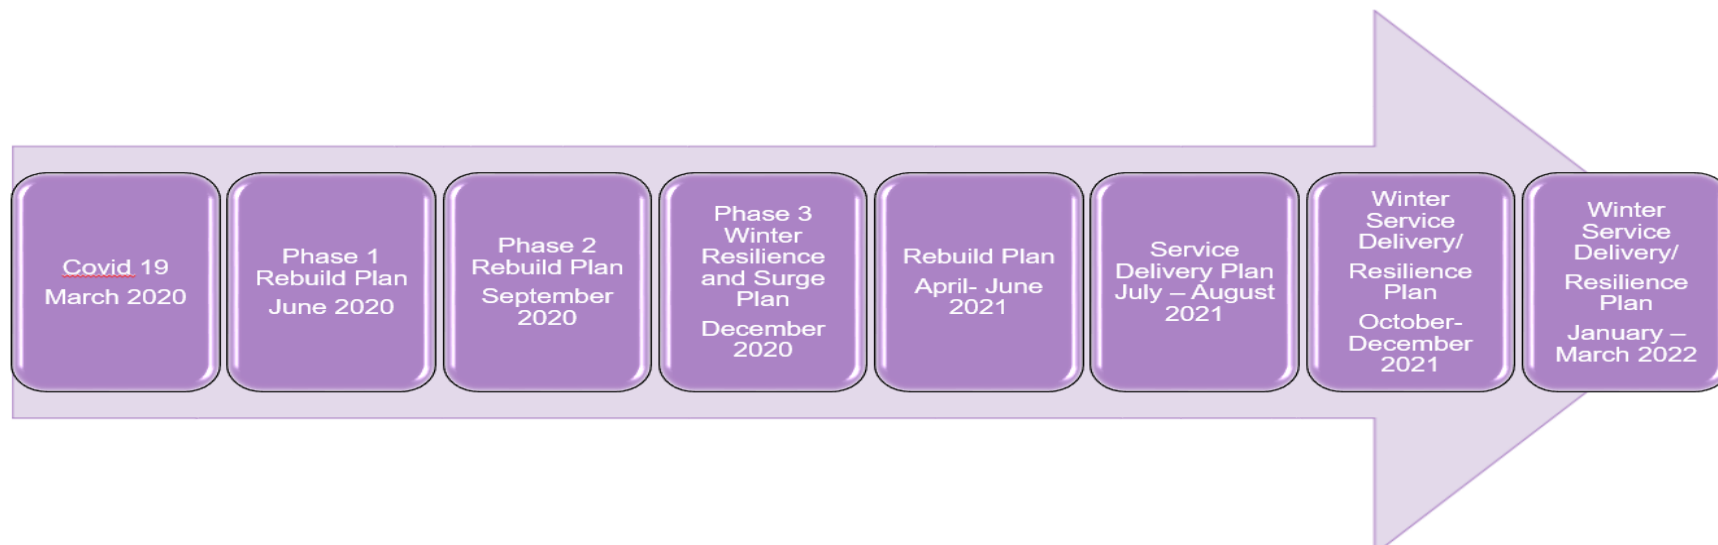 Covid 19
March 2020
Phase 1
Rebuild Plan
June 2020
Phase 2
Rebuild Plan
September
2020
Phase 3
Winter
Resilience
and Surge
Plan
December
2020
Rebuild Plan
April- June
2021
Service
Delivery Plan
July – August
2021
Winter
Service
Delivery/
Resilience
Plan
October-
December
2021
Winter
Service
Delivery/
Resilience
Plan
January –
March 2022